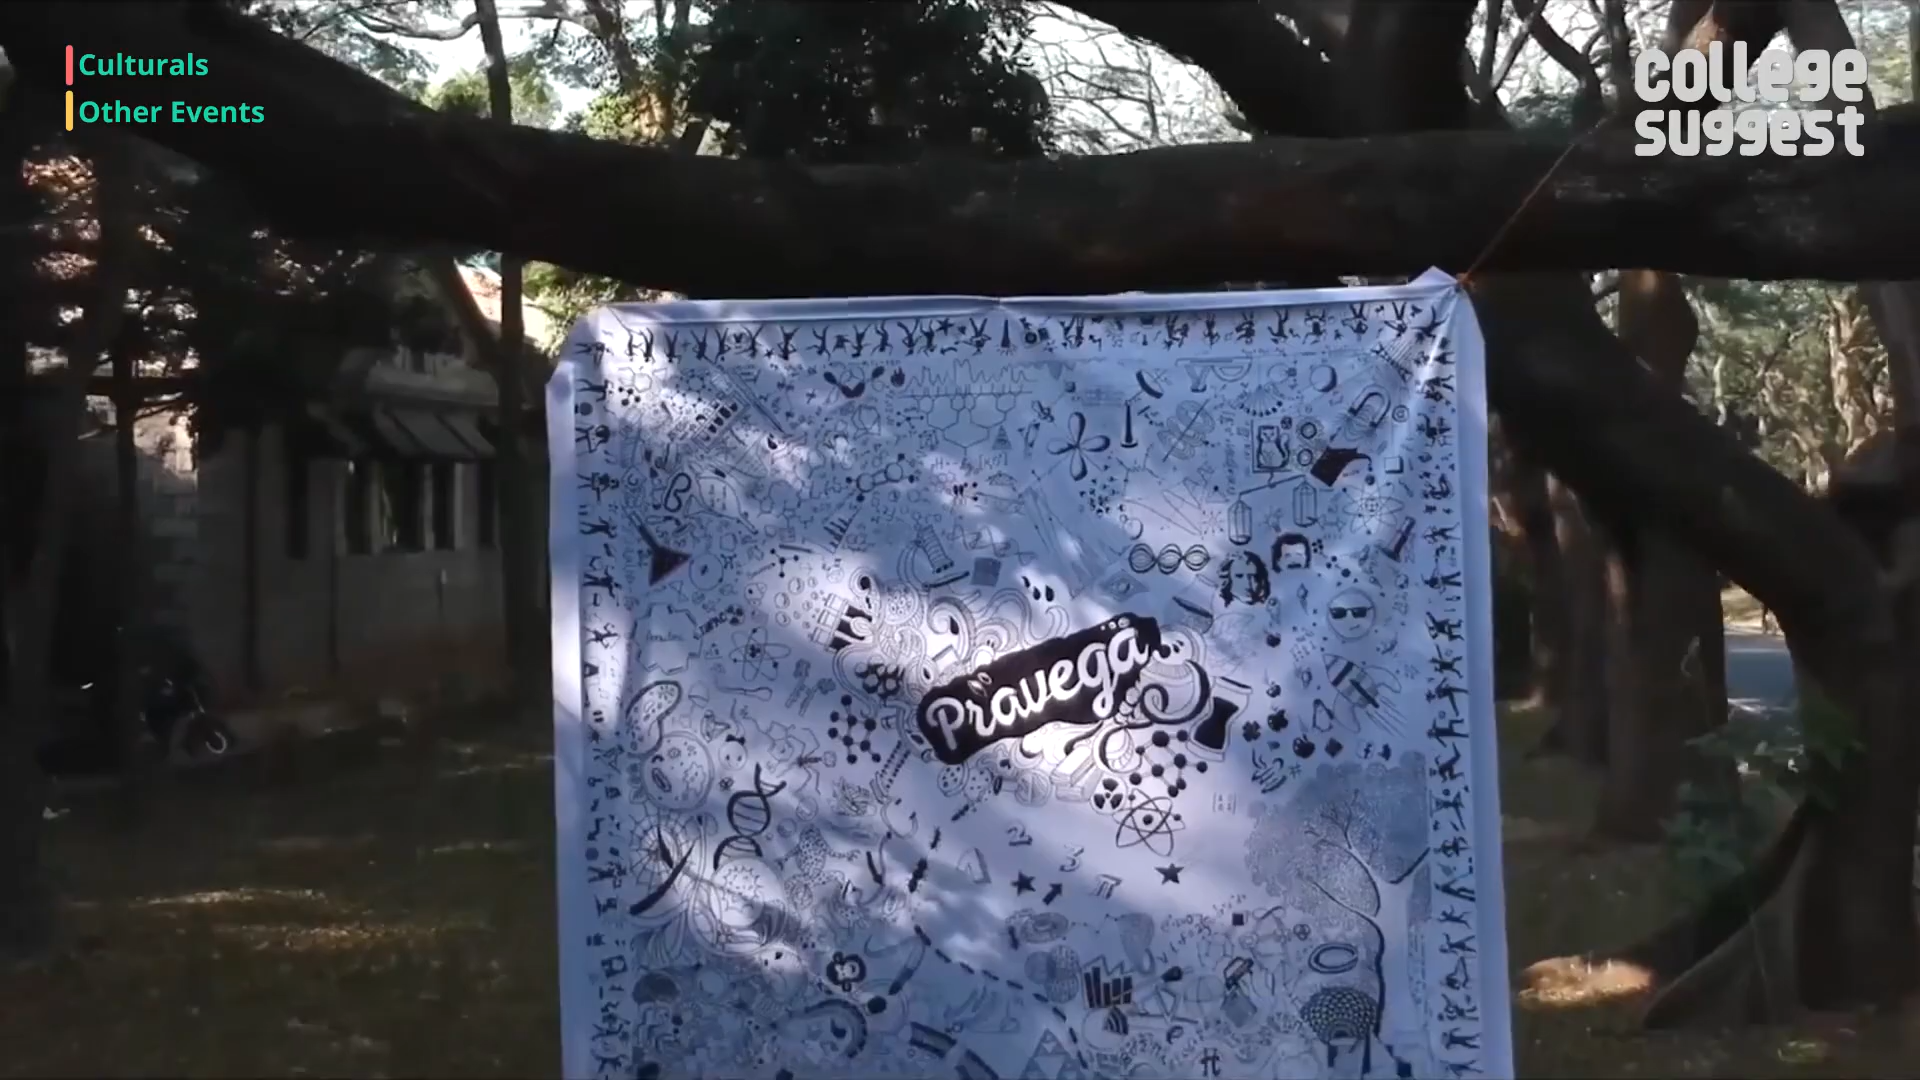 Culturals
Other Events
college
suggest
Pravega